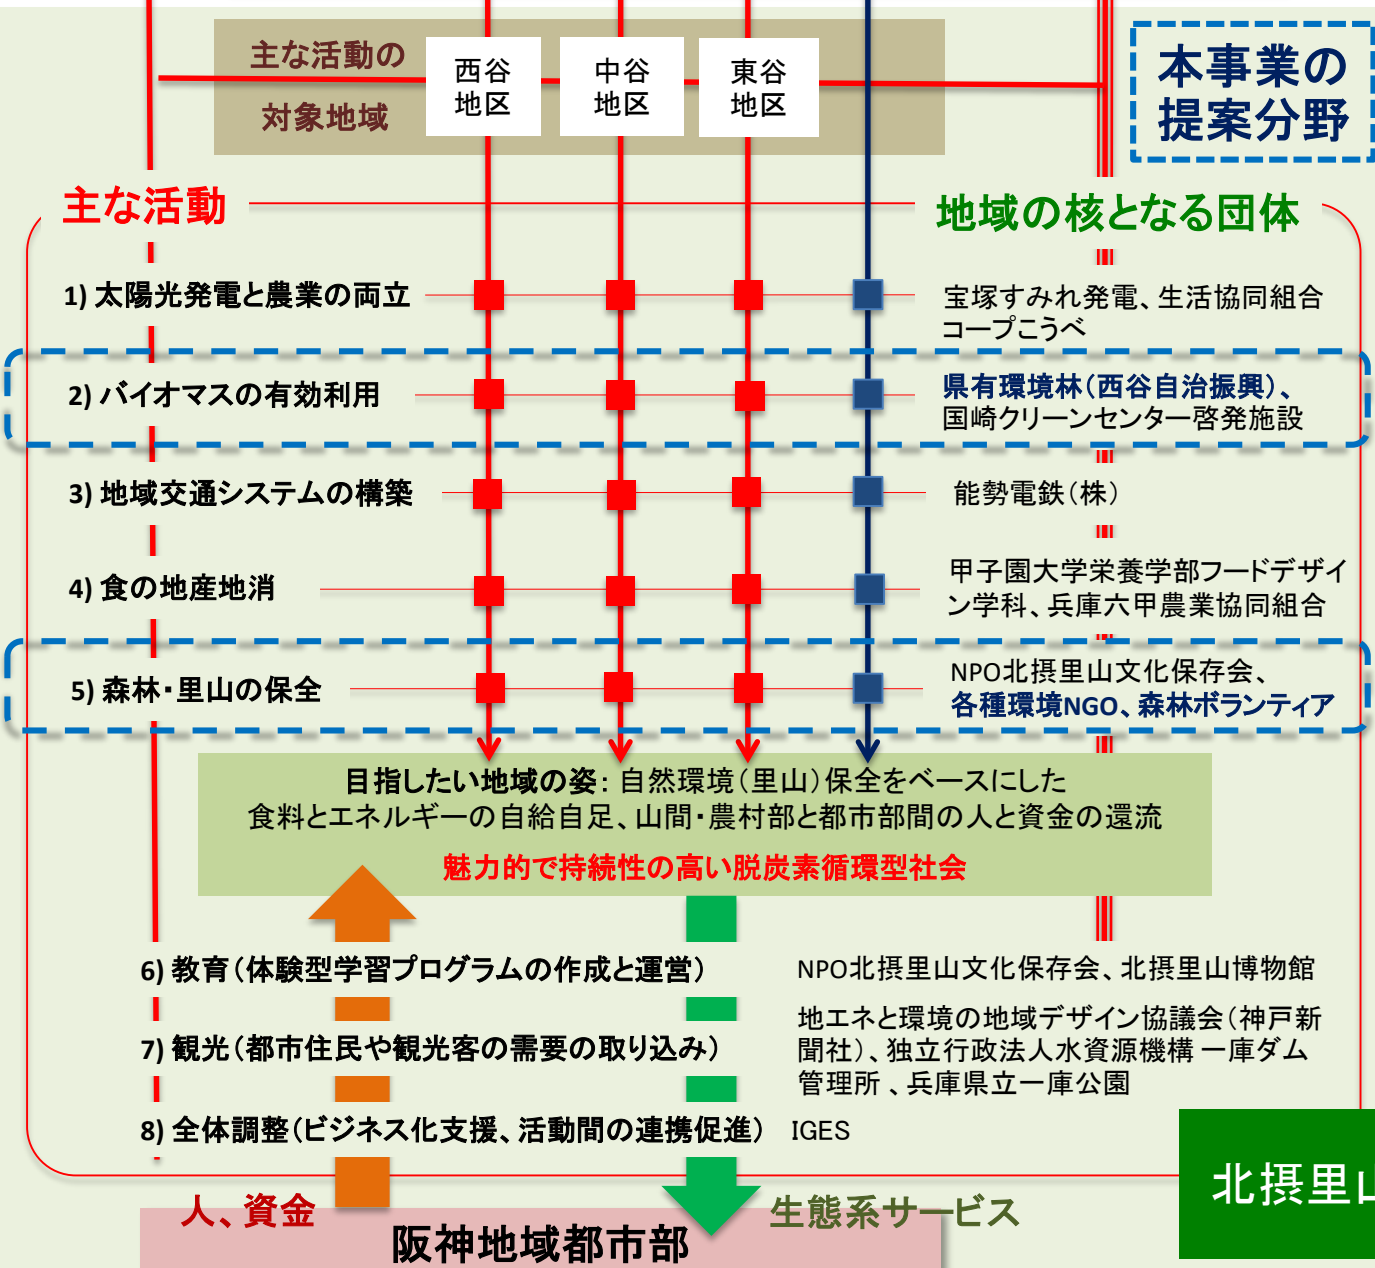 主な活動の
対象地域
西谷
地区
中谷
地区
東谷
地区
本事業の
提案分野
主な活動
地域の核となる団体
1) 太陽光発電と農業の両立
宝塚すみれ発電、生活協同組合
コープこうべ
2) バイオマスの有効利用
県有環境林（西谷自治振興）、
国崎クリーンセンター啓発施設
3) 地域交通システムの構築
能勢電鉄（株）
4) 食の地産地消
甲子園大学栄養学部フードデザイ
ン学科、兵庫六甲農業協同組合
5) 森林・里山の保全
NPO北摂里山文化保存会、
各種環境NGO、森林ボランティア
目指したい地域の姿： 自然環境（里山）保全をベースにした
食料とエネルギーの自給自足、山間・農村部と都市部間の人と資金の還流
魅力的で持続性の高い脱炭素循環型社会
6) 教育（体験型学習プログラムの作成と運営）
NPO北摂里山文化保存会、北摂里山博物館
7) 観光（都市住民や観光客の需要の取り込み）
地エネと環境の地域デザイン協議会（神戸新
聞社）、独立行政法人水資源機構 一庫ダム
管理所 、兵庫県立一庫公園
8) 全体調整（ビジネス化支援、活動間の連携促進）
IGES
北摂里山
人、資金
生態系サービス
阪神地域都市部